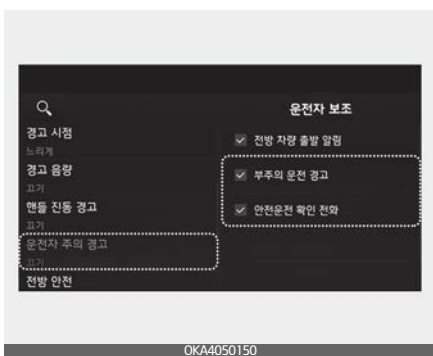 운전자 보조
경고 시점
느리게
경고 음량
끄기
핸들 진동 경고
끄기
운전자 주의 경고
끄기
전방 안전
전방 차량 출발 알림
부주의 운전 경고
안전운전 확인 전화
OKA4050150